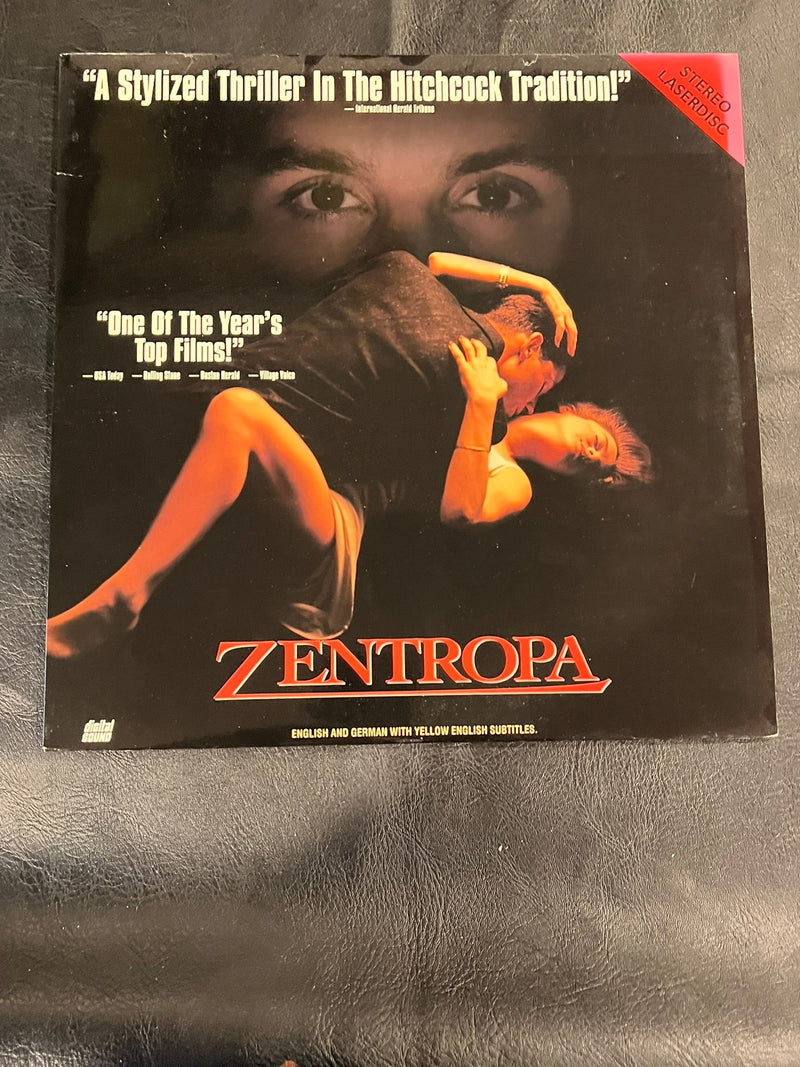 “A Stylized Thriller In The Hitchcock Tradition!”
—International Herald Tribune
STEREO
LASERDISC
“One Of The Year’s
Top Films!”
—USA Today —Rolling Stone —Boston Herald —Village Voice
ZENTROPA
digital
SOUND
ENGLISH AND GERMAN WITH YELLOW ENGLISH SUBTITLES.